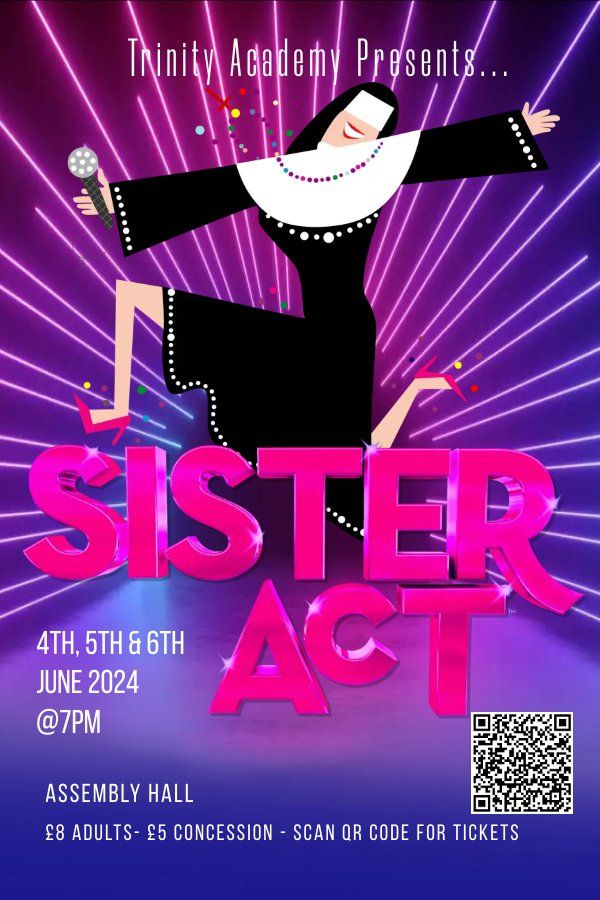 Trinity Academy Presents...
SISTER
ACT™
4TH, 5TH & 6TH
JUNE 2024
@7PM
ASSEMBLY HALL
£8 ADULTS- £5 CONCESSION - SCAN QR CODE FOR TICKETS